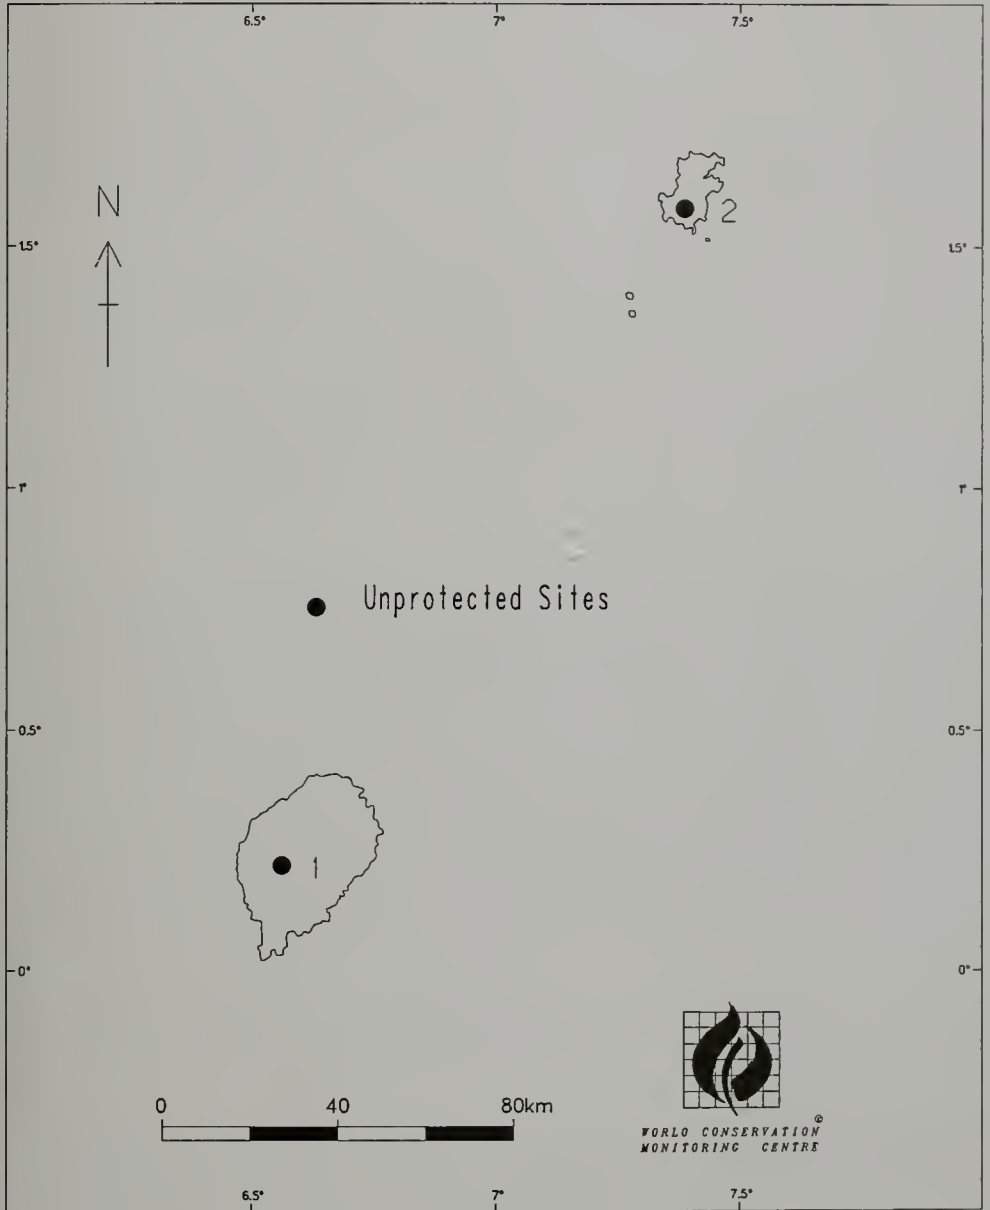 6.5° 7° 7.5°
N
2
1.5° 1.5°
1° 1°
Unprotected Sites
0.5° 0.5°
1
0° 0°
0 40 80km
©
WORLD CONSERVATION
MONITORING CENTRE
6.5° 7° 7.5°